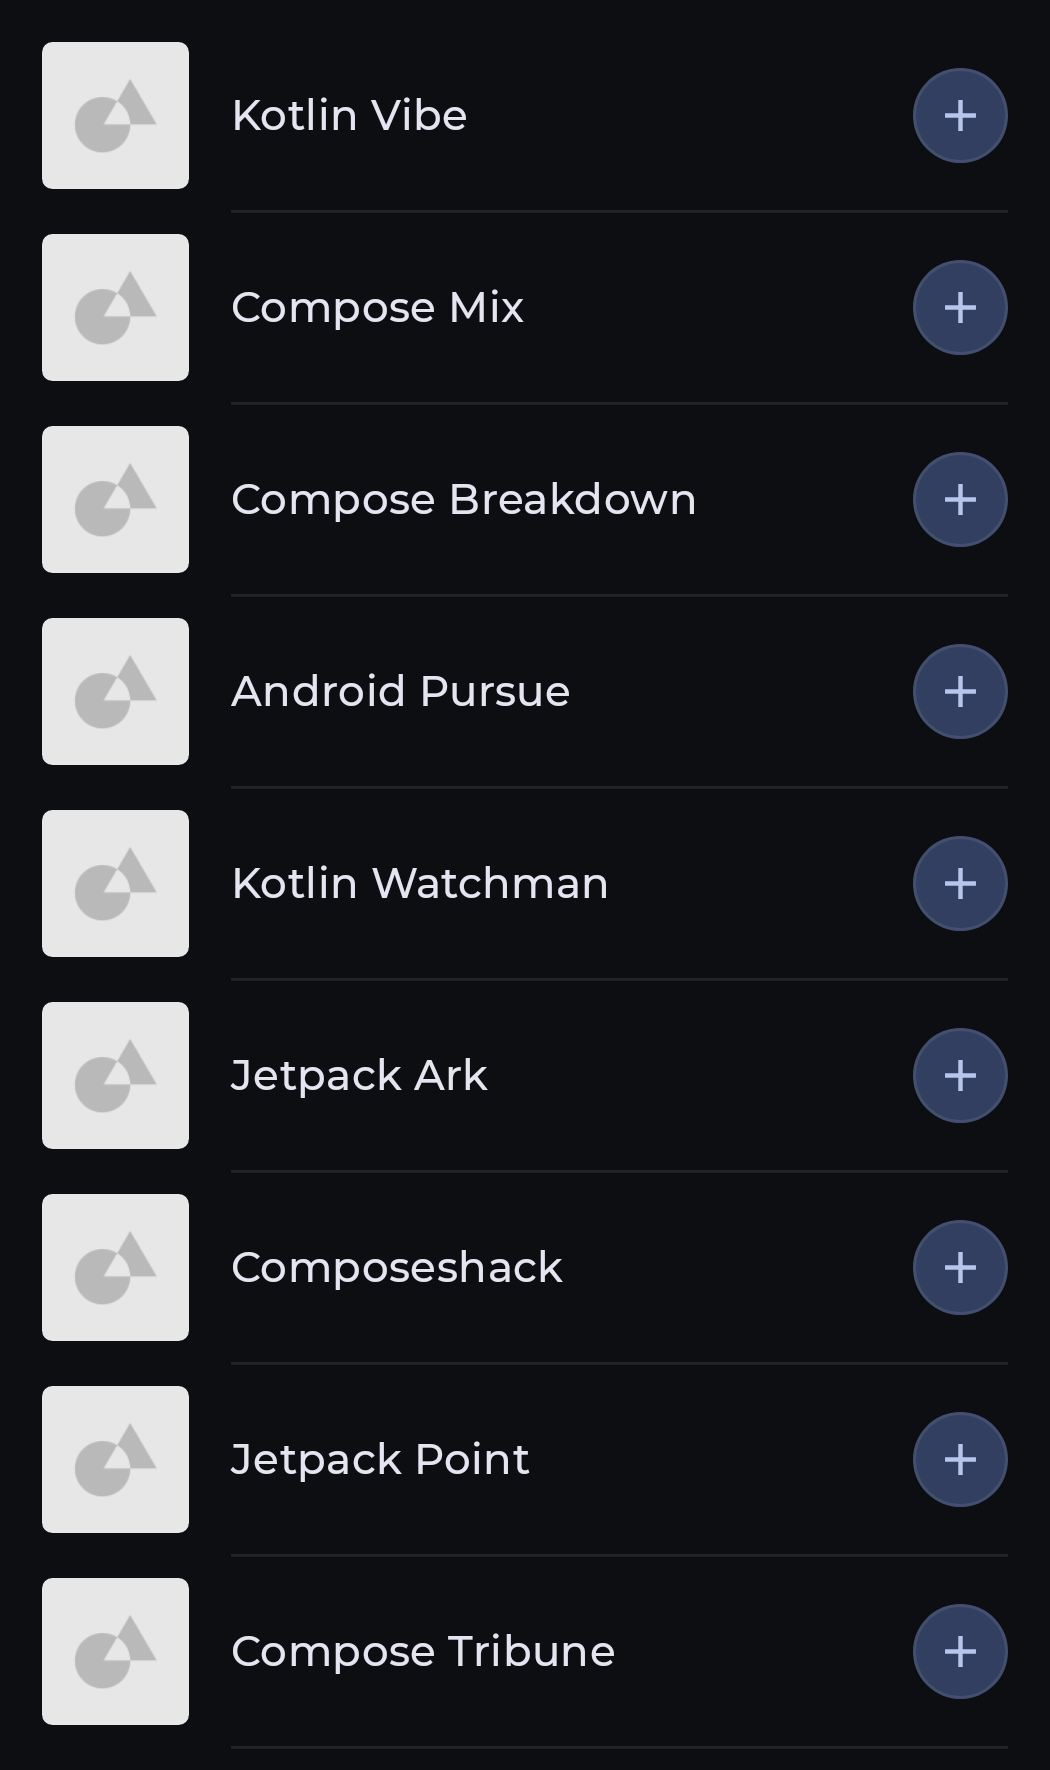 Kotlin Vibe
Compose Mix
Compose Breakdown
Android Pursue
Kotlin Watchman
Jetpack Ark
Composeshack
Jetpack Point
Compose Tribune